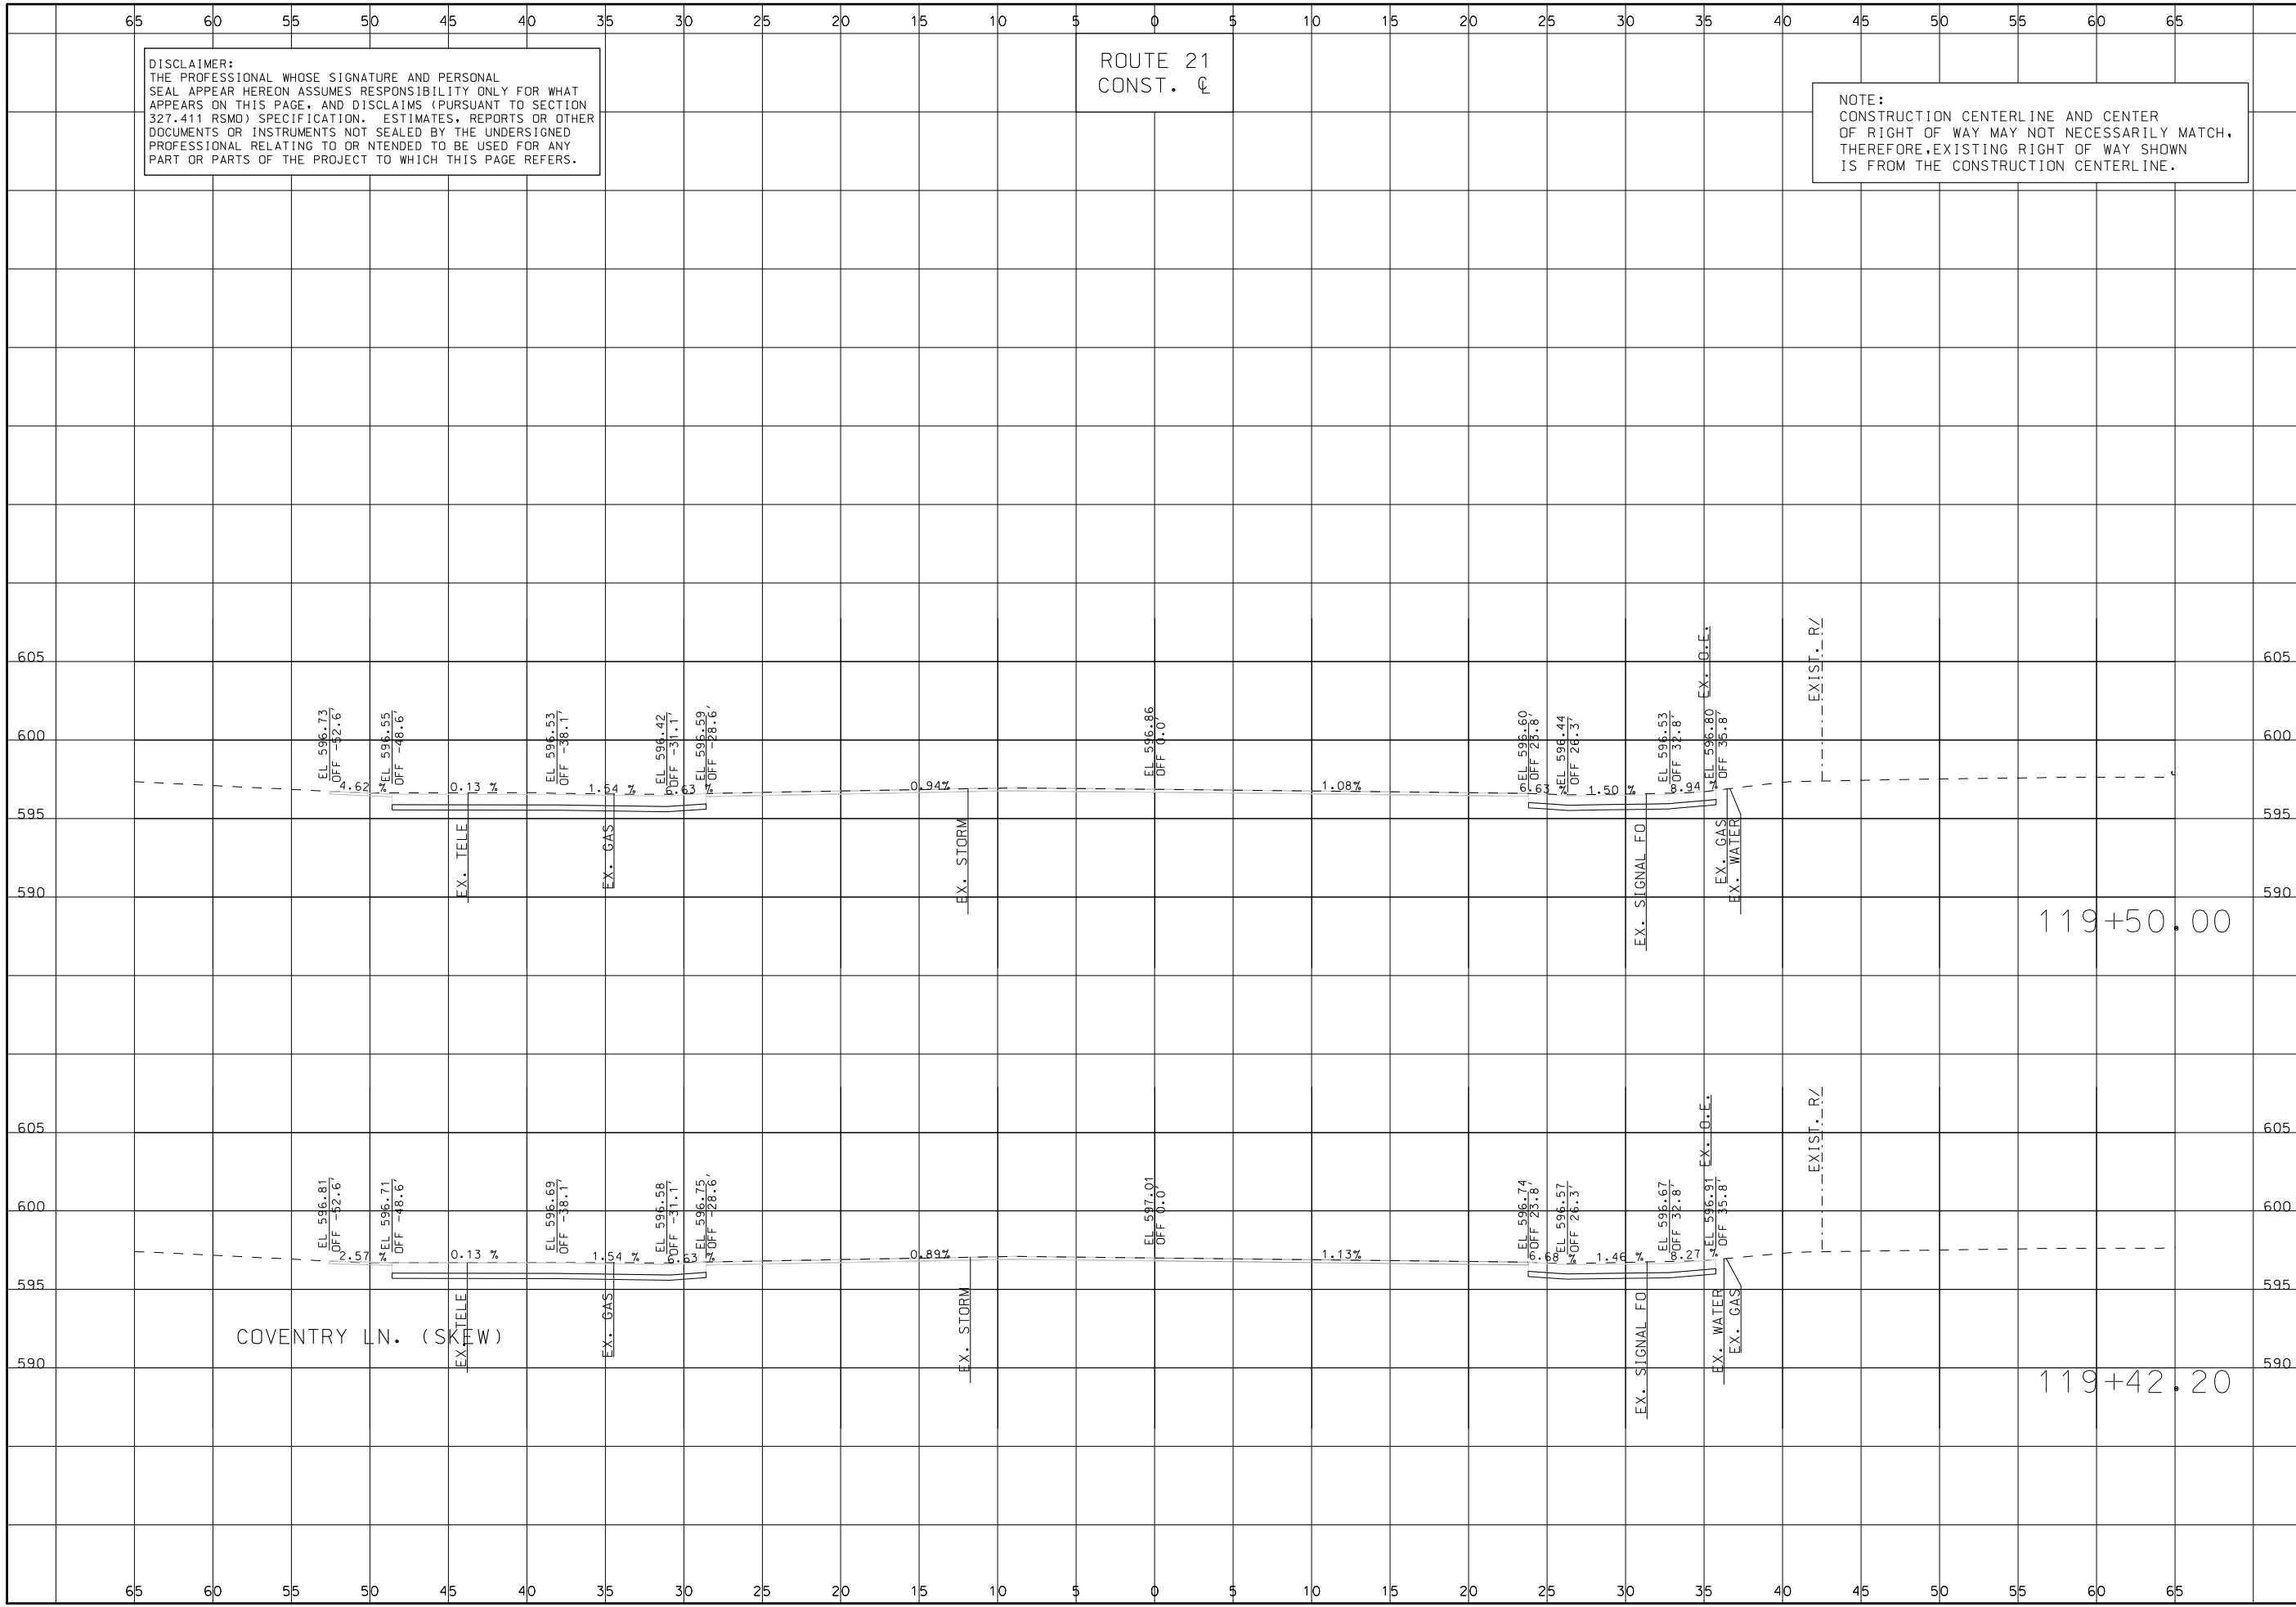 65 60 55 50 45 40 35 30 25 20 15 10 5 0 5 10 15 20 25 30 35 40 45 50 55 60 65
DISCLAIMER:
THE PROFESSIONAL WHOSE SIGNATURE AND PERSONAL
SEAL APPEAR HEREON ASSUMES RESPONSIBILITY ONLY FOR WHAT
APPEARS ON THIS PAGE, AND DISCLAIMS (PURSUANT TO SECTION
327.411 RSMO) SPECIFICATION. ESTIMATES, REPORTS OR OTHER
DOCUMENTS OR INSTRUMENTS NOT SEALED BY THE UNDERSIGNED
PROFESSIONAL RELATING TO OR NTENDED TO BE USED FOR ANY
PART OR PARTS OF THE PROJECT TO WHICH THIS PAGE REFERS.
ROUTE 21
CONST. ℄
NOTE:
CONSTRUCTION CENTERLINE AND CENTER
OF RIGHT OF WAY MAY NOT NECESSARILY MATCH,
THEREFORE,EXISTING RIGHT OF WAY SHOWN
IS FROM THE CONSTRUCTION CENTERLINE.
605 605
600 600
595 595
590 590
EL 596.73
OFF -52.6'
EL 596.55
OFF -48.6'
EL 596.53
OFF -38.1'
EL 596.42
OFF -31.1'
EL 596.59
OFF -28.6'
EL 596.86
OFF 0.0'
EL 596.60
OFF 23.8'
EL 596.44
OFF 26.3'
EL 596.53
OFF 32.8'
EL 596.80
OFF 35.8'
EX. O.E.
EXIST. R/
4.62 % 0.13 % 1.54 % 6.63 % 0.94% 1.08% 6.63 % 1.50 % 8.94 %
EX. TELE
EX. GAS
EX. STORM
EX. SIGNAL FO
EX. GAS
EX. WATER
119+50.00
605 605
600 600
595 595
590 590
EL 596.81
OFF -52.6'
EL 596.71
OFF -48.6'
EL 596.69
OFF -38.1'
EL 596.58
OFF -31.1'
EL 596.75
OFF -28.6'
EL 597.01
OFF 0.0'
EL 596.74
OFF 23.8'
EL 596.57
OFF 26.3'
EL 596.67
OFF 32.8'
EL 596.91
OFF 35.8'
EX. O.E.
EXIST. R/
2.57 % 0.13 % 1.54 % 6.63 % 0.89% 1.13% 6.68 % 1.46 % 8.27 %
EX. TELE
EX. GAS
EX. STORM
EX. SIGNAL FO
EX. WATER
EX. GAS
COVENTRY LN. (SKEW)
119+42.20
65 60 55 50 45 40 35 30 25 20 15 10 5 0 5 10 15 20 25 30 35 40 45 50 55 60 65